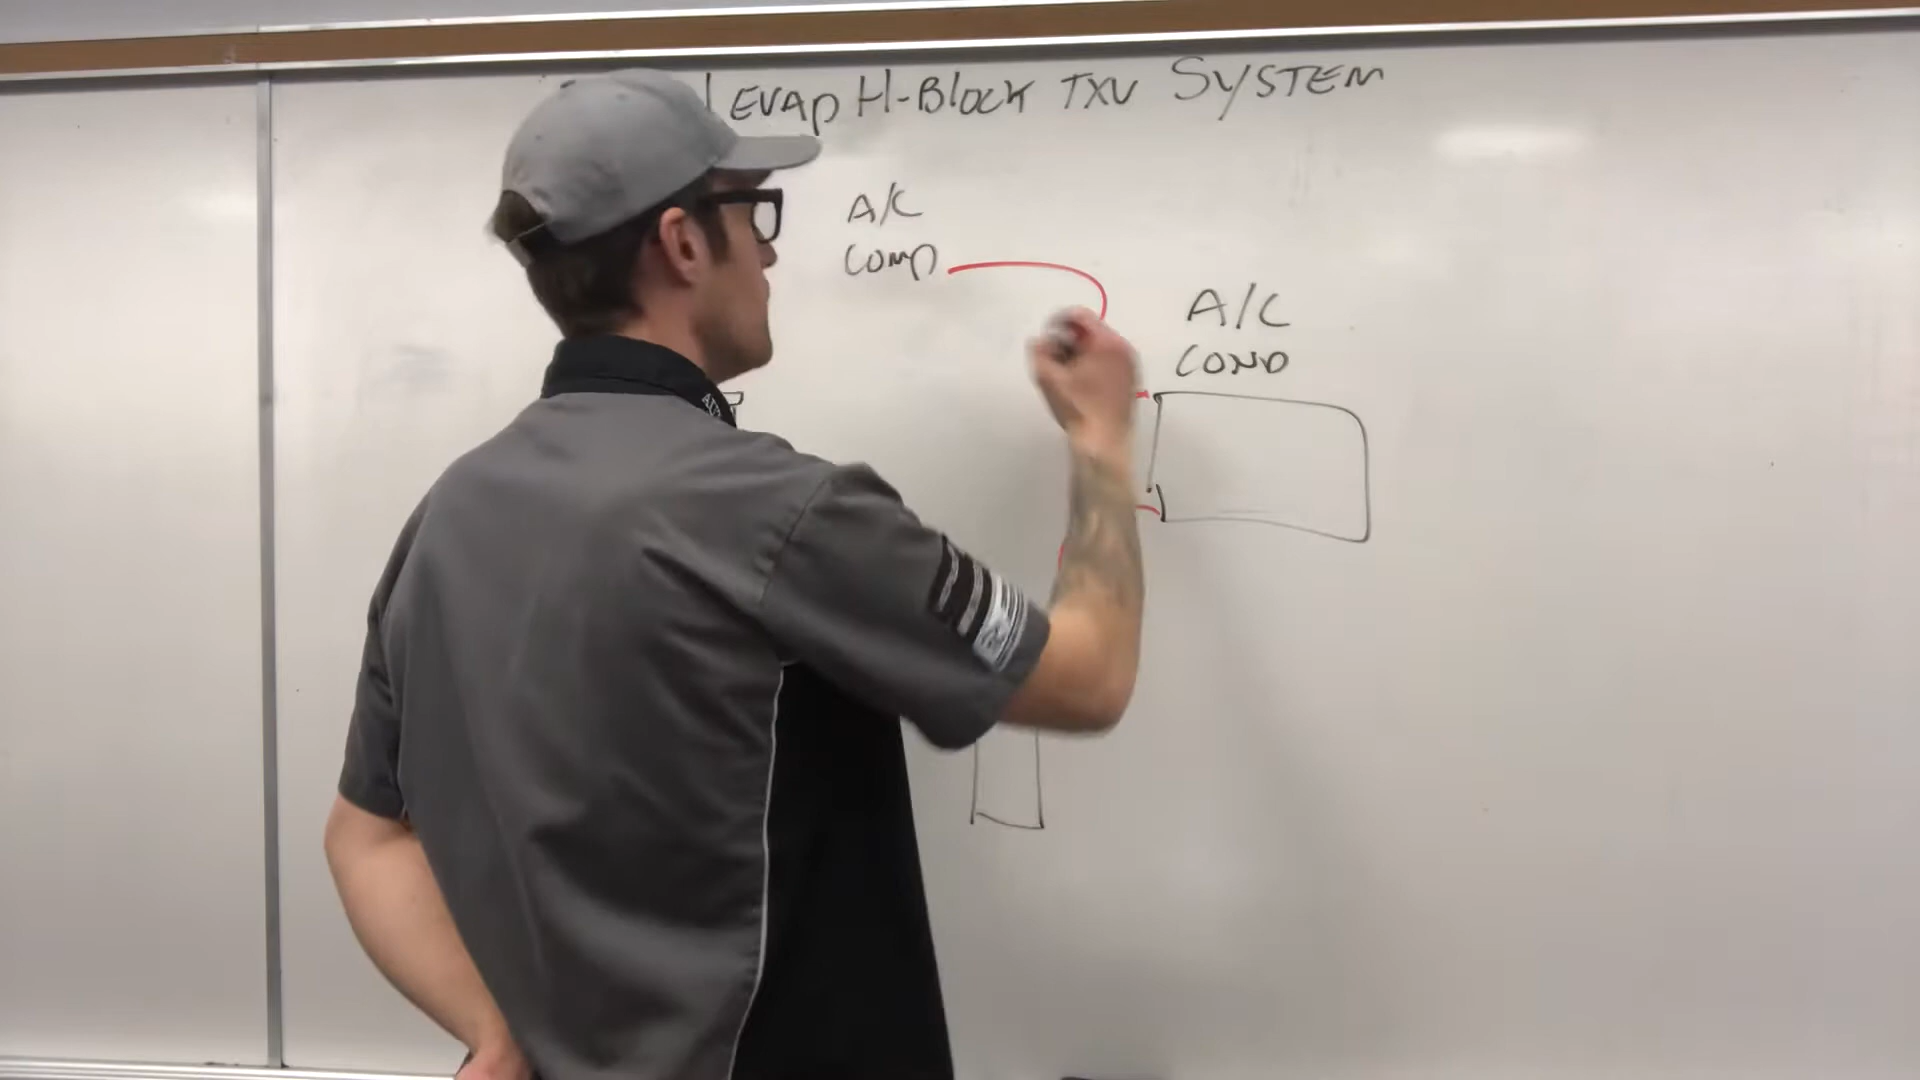 EVAP H-Block TXV SYSTEM
A/C
COMP
A/C
COND